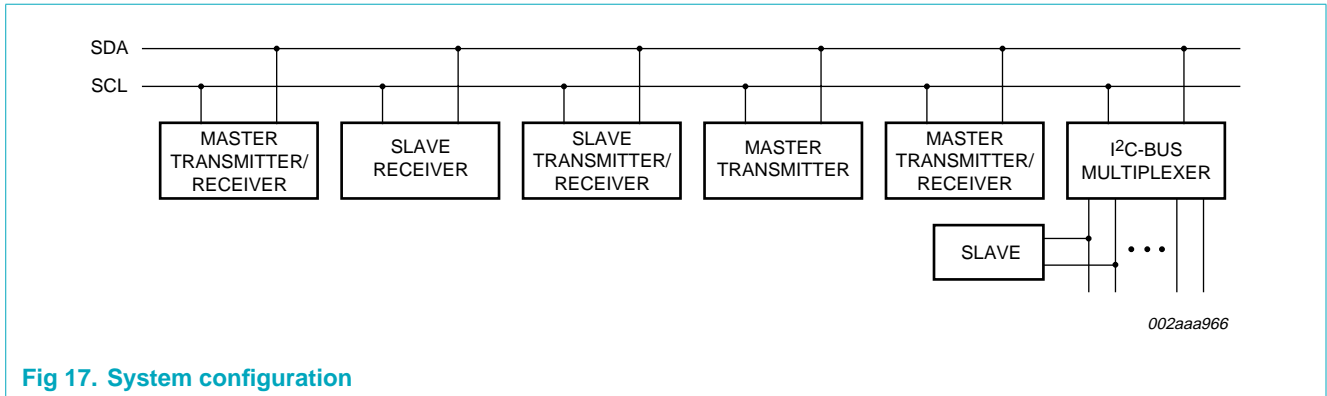 SDA
SCL
MASTER
TRANSMITTER/
RECEIVER
SLAVE
RECEIVER
SLAVE
TRANSMITTER/
RECEIVER
MASTER
TRANSMITTER
MASTER
TRANSMITTER/
RECEIVER
I²C-BUS
MULTIPLEXER
SLAVE
002aaa966
Fig 17. System configuration